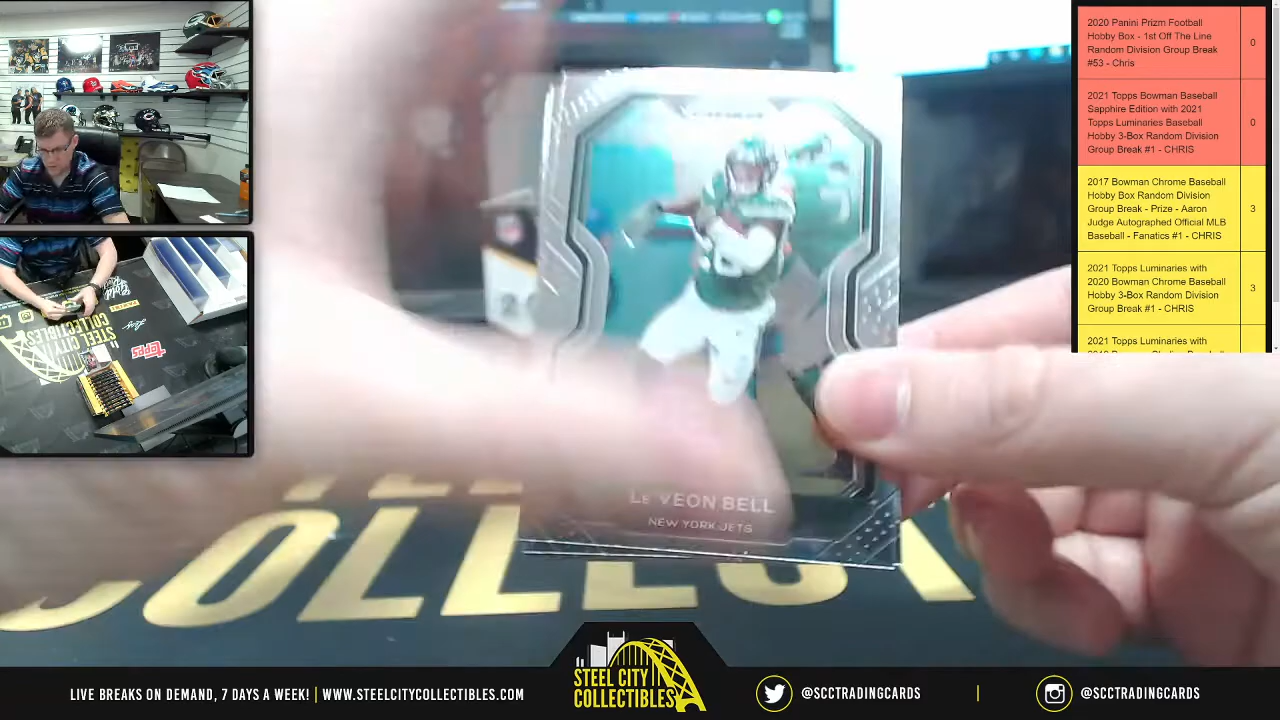 2020 Panini Prizm Football
Hobby Box - 1st Off The Line
Random Division Group Break
#53 - Chris
0
2021 Topps Bowman Baseball
Sapphire Edition with 2021
Topps Luminaries Baseball
Hobby 3-Box Random Division
Group Break #1 - CHRIS
0
2017 Bowman Chrome Baseball
Hobby Box Random Division
Group Break - Prize - Aaron
Judge Autographed Official MLB
Baseball - Fanatics #1 - CHRIS
3
2021 Topps Luminaries with
2020 Bowman Chrome Baseball
Hobby 3-Box Random Division
Group Break #1 - CHRIS
3
2021 Topps Luminaries with
STEEL CITY
COLLECTIBLES
Topps
LE'VEON BELL
NEW YORK JETS
COLLECT
LIVE BREAKS ON DEMAND, 7 DAYS A WEEK! | WWW.STEELCITYCOLLECTIBLES.COM
STEEL CITY
COLLECTIBLES
@SCCTRADINGCARDS
@SCCTRADINGCARDS